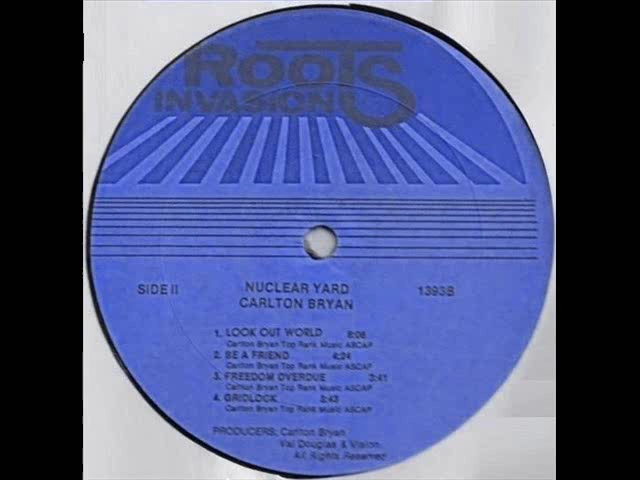 ROOTS
INVASION
SIDE II
NUCLEAR YARD
1393B
CARLTON BRYAN
1. LOOK OUT WORLD 8:06
Carlton Bryan Top Rank Music ASCAP
2. BE A FRIEND 4:24
Carlton Bryan Top Rank Music ASCAP
3. FREEDOM OVERDUE 3:41
Carlton Bryan Top Rank Music ASCAP
4. GRIDLOCK
Carlton Bryan Top Rank Music ASCAP
PRODUCERS: Carlton Bryan
Val Douglas & Vision
All Rights Reserved